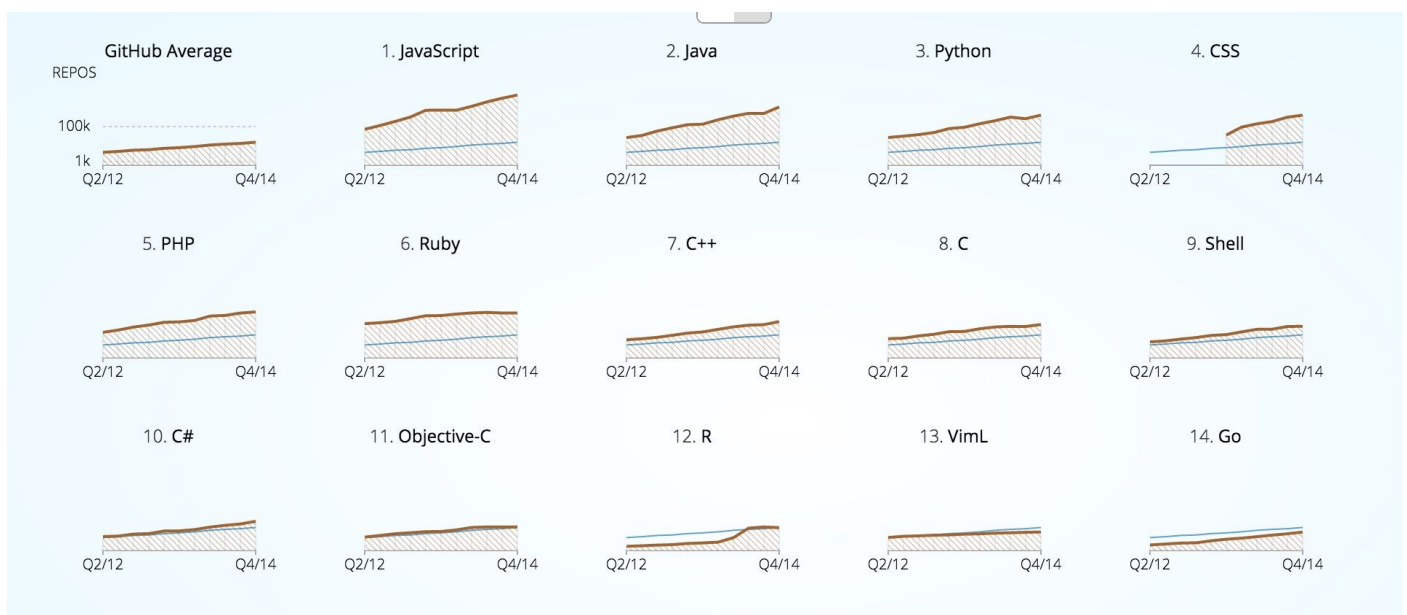 GitHub Average
REPOS
100k
1k
Q2/12 Q4/14
1. JavaScript
Q2/12 Q4/14
2. Java
Q2/12 Q4/14
3. Python
Q2/12 Q4/14
4. CSS
Q2/12 Q4/14
5. PHP
Q2/12 Q4/14
6. Ruby
Q2/12 Q4/14
7. C++
Q2/12 Q4/14
8. C
Q2/12 Q4/14
9. Shell
Q2/12 Q4/14
10. C#
Q2/12 Q4/14
11. Objective-C
Q2/12 Q4/14
12. R
Q2/12 Q4/14
13. VimL
Q2/12 Q4/14
14. Go
Q2/12 Q4/14